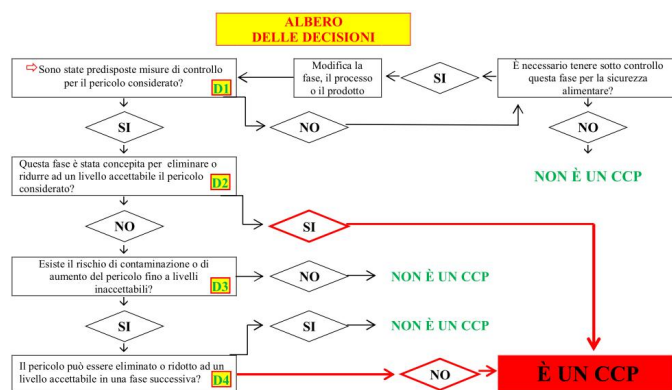 ALBERO
DELLE DECISIONI
⇨Sono state predisposte misure di controllo
per il pericolo considerato?
D1
Modifica la
fase, il processo
o il prodotto
SI
È necessario tenere sotto controllo
questa fase per la sicurezza
alimentare?
SI
NO
NO
NON È UN CCP
Questa fase è stata concepita per eliminare o
ridurre ad un livello accettabile il pericolo
considerato?
D2
NO
SI
Esiste il rischio di contaminazione o di
aumento del pericolo fino a livelli
inaccettabili?
D3
NO
NON È UN CCP
SI
SI
NON È UN CCP
Il pericolo può essere eliminato o ridotto ad un
livello accettabile in una fase successiva?
D4
NO
È UN CCP